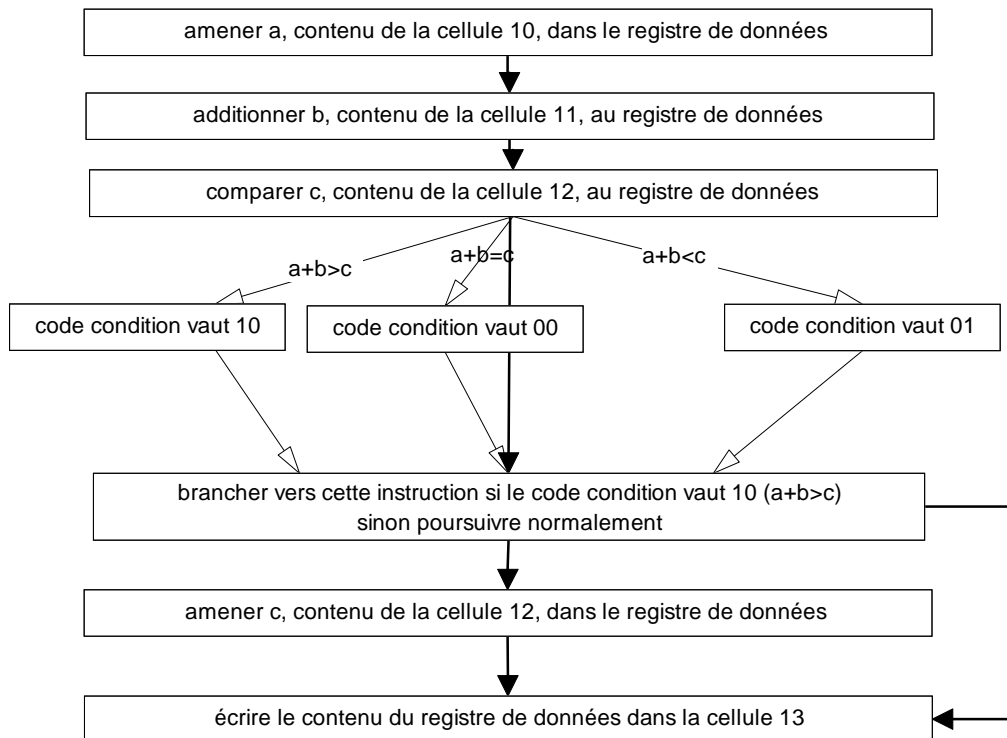 amener a, contenu de la cellule 10, dans le registre de données
additionner b, contenu de la cellule 11, au registre de données
comparer c, contenu de la cellule 12, au registre de données
a+b>c
a+b=c
a+b<c
code condition vaut 10
code condition vaut 00
code condition vaut 01
brancher vers cette instruction si le code condition vaut 10 (a+b>c)
sinon poursuivre normalement
amener c, contenu de la cellule 12, dans le registre de données
écrire le contenu du registre de données dans la cellule 13